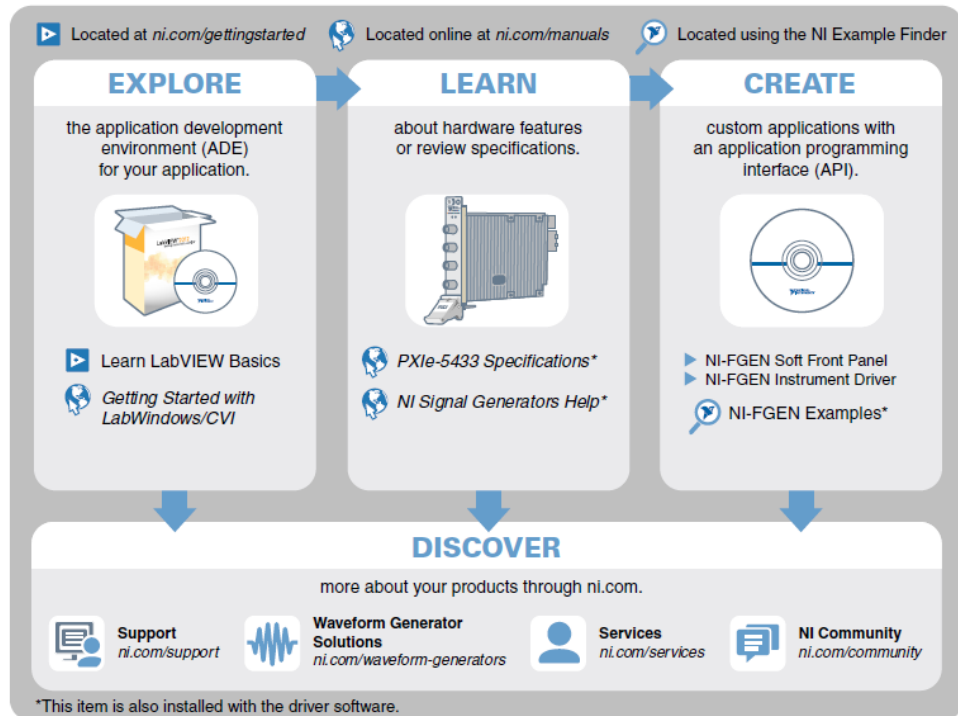 Located at ni.com/gettingstarted
Located online at ni.com/manuals
Located using the NI Example Finder
EXPLORE
the application development
environment (ADE)
for your application.
LabVIEW
Learn LabVIEW Basics
Getting Started with
LabWindows/CVI
LEARN
about hardware features
or review specifications.
PXIe-5433 Specifications*
NI Signal Generators Help*
CREATE
custom applications with
an application programming
interface (API).
NI-FGEN Soft Front Panel
NI-FGEN Instrument Driver
NI-FGEN Examples*
DISCOVER
more about your products through ni.com.
Support
ni.com/support
Waveform Generator
Solutions
ni.com/waveform-generators
Services
ni.com/services
NI Community
ni.com/community
*This item is also installed with the driver software.